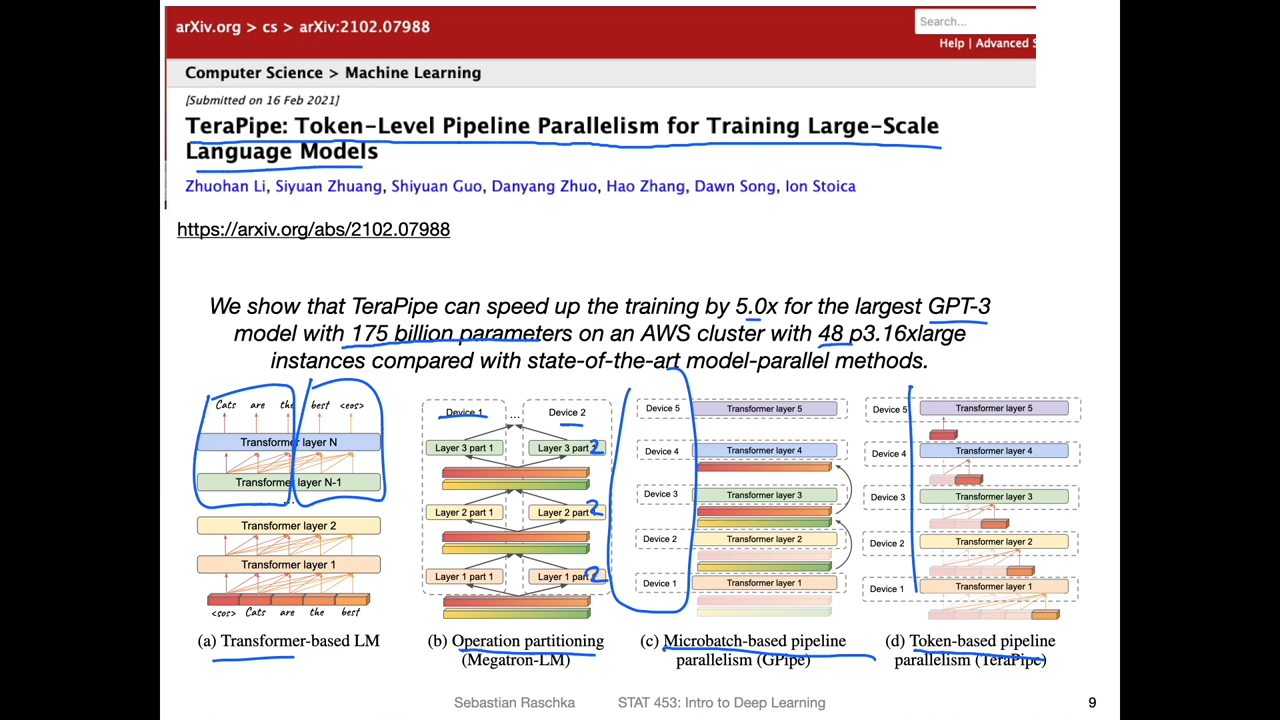 arXiv.org > cs > arXiv:2102.07988
Search...
Help | Advanced S
Computer Science > Machine Learning
[Submitted on 16 Feb 2021]
TeraPipe: Token-Level Pipeline Parallelism for Training Large-Scale
Language Models
Zhuohan Li, Siyuan Zhuang, Shiyuan Guo, Danyang Zhuo, Hao Zhang, Dawn Song, Ion Stoica
https://arxiv.org/abs/2102.07988
We show that TeraPipe can speed up the training by 5.0x for the largest GPT-3
model with 175 billion parameters on an AWS cluster with 48 p3.16xlarge
instances compared with state-of-the-art model-parallel methods.
Cats are the best <eos>
Transformer layer N
Transformer layer N-1
...
Transformer layer 2
Transformer layer 1
<sos> Cats are the best
(a) Transformer-based LM
Device 1 ... Device 2
Layer 3 part 1 Layer 3 part 2
Layer 2 part 1 Layer 2 part 2
Layer 1 part 1 Layer 1 part 2
(b) Operation partitioning
(Megatron-LM)
Device 5 Transformer layer 5
Device 4 Transformer layer 4
Device 3 Transformer layer 3
Device 2 Transformer layer 2
Device 1 Transformer layer 1
(c) Microbatch-based pipeline
parallelism (GPipe)
Device 5 Transformer layer 5
Device 4 Transformer layer 4
Device 3 Transformer layer 3
Device 2 Transformer layer 2
Device 1 Transformer layer 1
(d) Token-based pipeline
parallelism (TeraPipe)
Sebastian Raschka STAT 453: Intro to Deep Learning 9